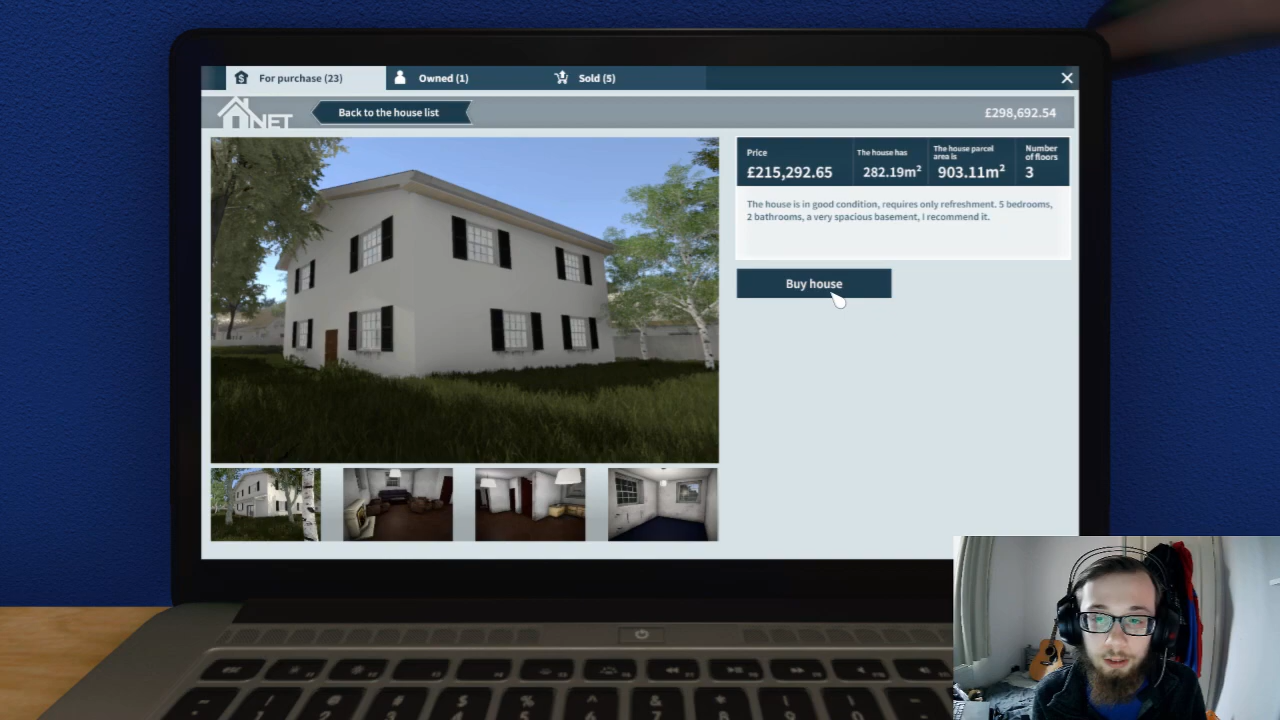 For purchase (23)
Owned (1)
Sold (5)
NET
Back to the house list
£298,692.54
Price
£215,292.65
The house has
282.19m²
The house parcel
area is
903.11m²
Number
of floors
3
The house is in good condition, requires only refreshment. 5 bedrooms,
2 bathrooms, a very spacious basement, I recommend it.
Buy house